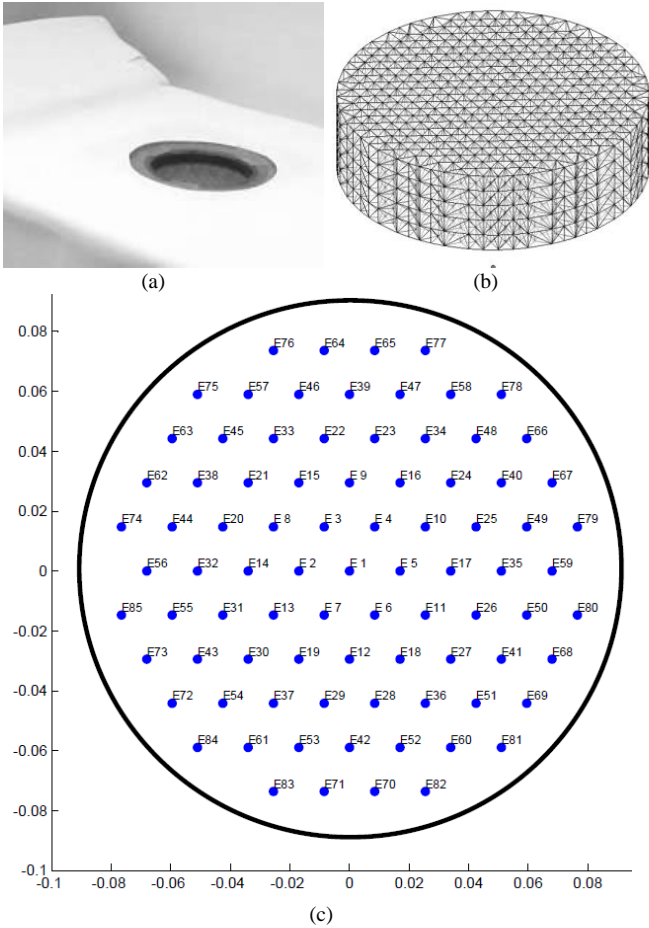 (a) (b)
E76 E64 E65 E77
0.08
E75 E57 E46 E39 E47 E58 E78
0.06
E63 E45 E33 E22 E23 E34 E48 E66
0.04
E62 E38 E21 E15 E 9 E16 E24 E40 E67
0.02
E74 E44 E20 E 8 E 3 E 4 E10 E25 E49 E79
0 E56 E32 E14 E 2 E 1 E 5 E17 E35 E59
E85 E55 E31 E13 E 7 E 6 E11 E26 E50 E80
-0.02
E73 E43 E30 E19 E12 E18 E27 E41 E68
-0.04
E72 E54 E37 E29 E28 E36 E51 E69
E84 E61 E53 E42 E52 E60 E81
-0.06
E83 E71 E70 E82
-0.08
-0.1
-0.1 -0.08 -0.06 -0.04 -0.02 0 0.02 0.04 0.06 0.08
(c)